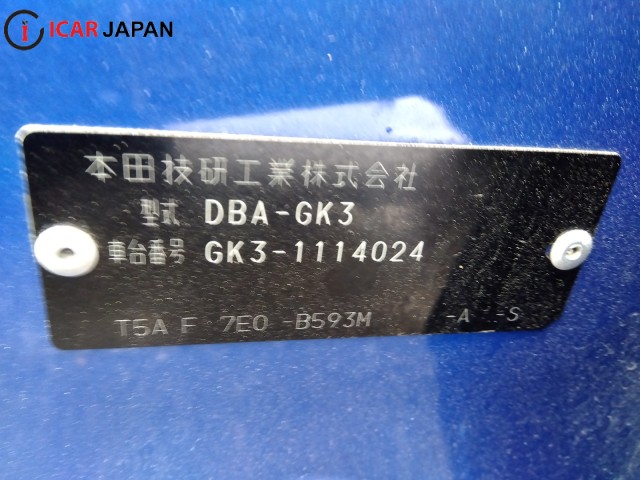 ICAR JAPAN
本田技研工業株式会社
型式 DBA-GK3
車台番号 GK3-1114024
T5A F 7E0 -B593M -A -S